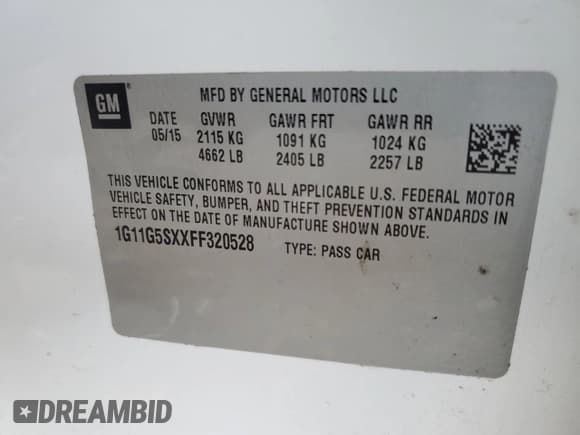 GM
MFD BY GENERAL MOTORS LLC
DATE GVWR GAWR FRT GAWR RR
05/15 2115 KG 1091 KG 1024 KG
4662 LB 2405 LB 2257 LB
THIS VEHICLE CONFORMS TO ALL APPLICABLE U.S. FEDERAL MOTOR
VEHICLE SAFETY, BUMPER, AND THEFT PREVENTION STANDARDS IN
EFFECT ON THE DATE OF MANUFACTURE SHOWN ABOVE.
1G11G5SXXFF320528 TYPE: PASS CAR
DREAMBID